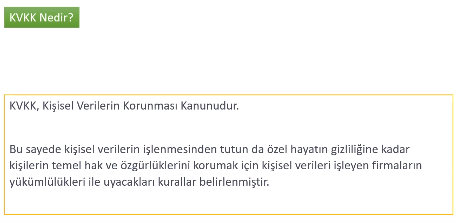 KVKK Nedir?
KVKK, Kişisel Verilerin Korunması Kanunudur.
Bu sayede kişisel verilerin işlenmesinden tutun da özel hayatın gizliliğine kadar
kişilerin temel hak ve özgürlüklerini korumak için kişisel verileri işleyen firmaların
yükümlülükleri ile uyacakları kurallar belirlenmiştir.